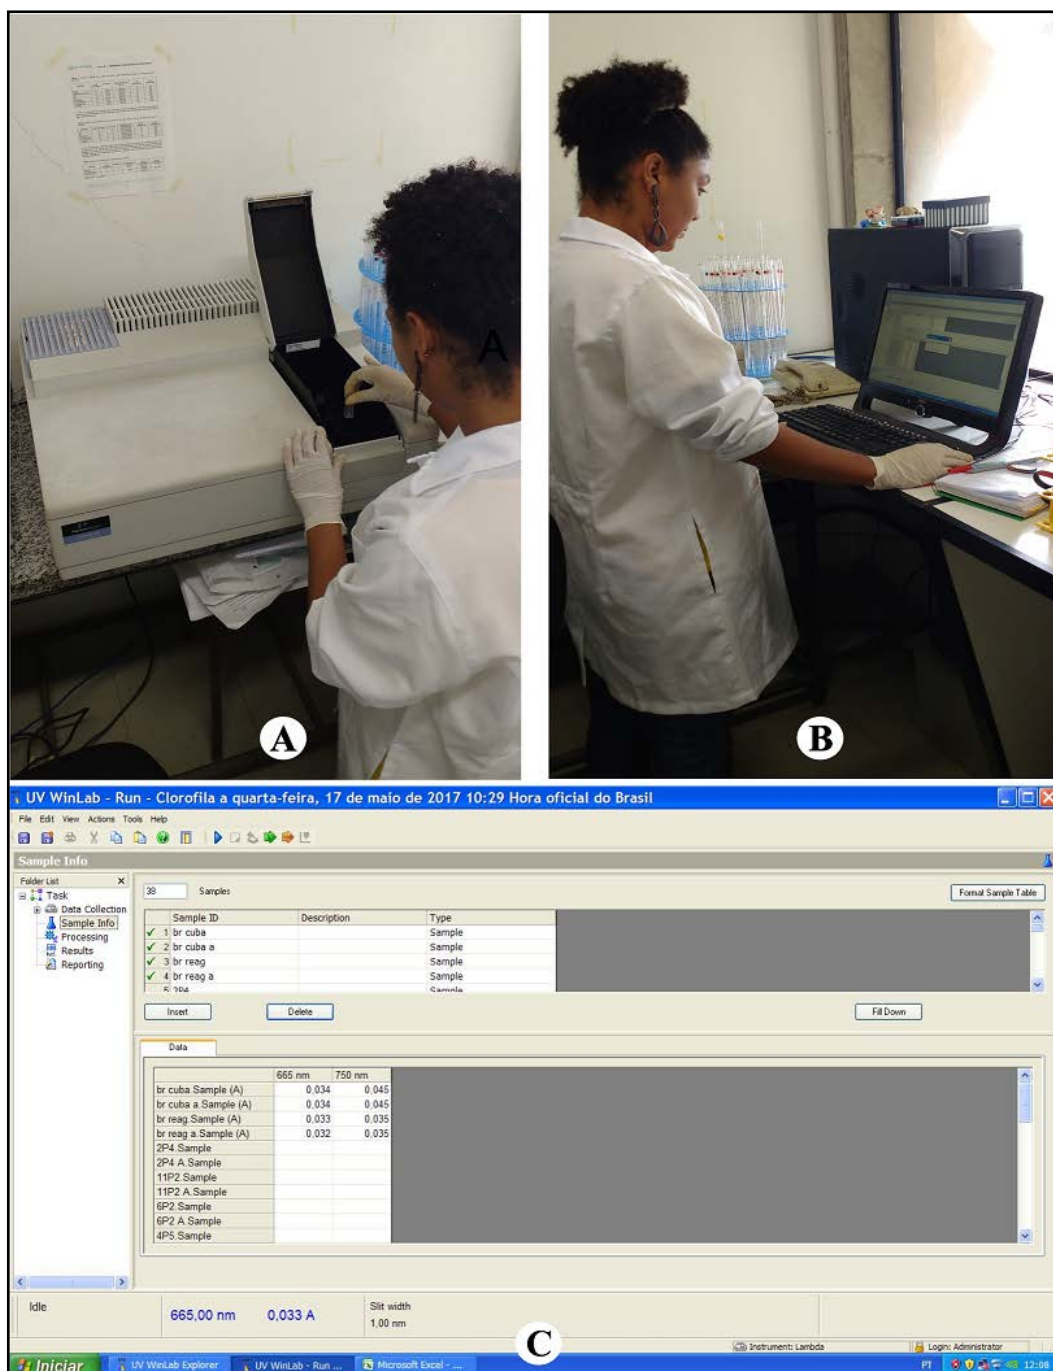 A
A
B
UV WinLab - Run - Clorofila a quarta-feira, 17 de maio de 2017 10:29 Hora oficial do Brasil
File Edit View Actions Tools Help
Sample Info
Folder List X
Task
Data Collection
Sample Info
Processing
Results
Reporting
38 Samples Format Sample Table
Sample ID Description Type
1 br cuba Sample
2 br cuba a Sample
3 br reag Sample
4 br reag a Sample
5 2P4 Sample
Insert Delete Fill Down
Data
665 nm 750 nm
br cuba.Sample (A) 0,034 0,045
br cuba a.Sample (A) 0,034 0,045
br reag.Sample (A) 0,033 0,035
br reag a.Sample (A) 0,032 0,035
2P4.Sample
2P4 A.Sample
11P2.Sample
11P2 A.Sample
6P2.Sample
6P2 A.Sample
4P5.Sample
Idle 665,00 nm 0,033 A Slit width
1,00 nm
C
Instrument: Lambda Login: Administrator
Iniciar UV WinLab Explorer UV WinLab - Run ... Microsoft Excel - ... PT 12:08